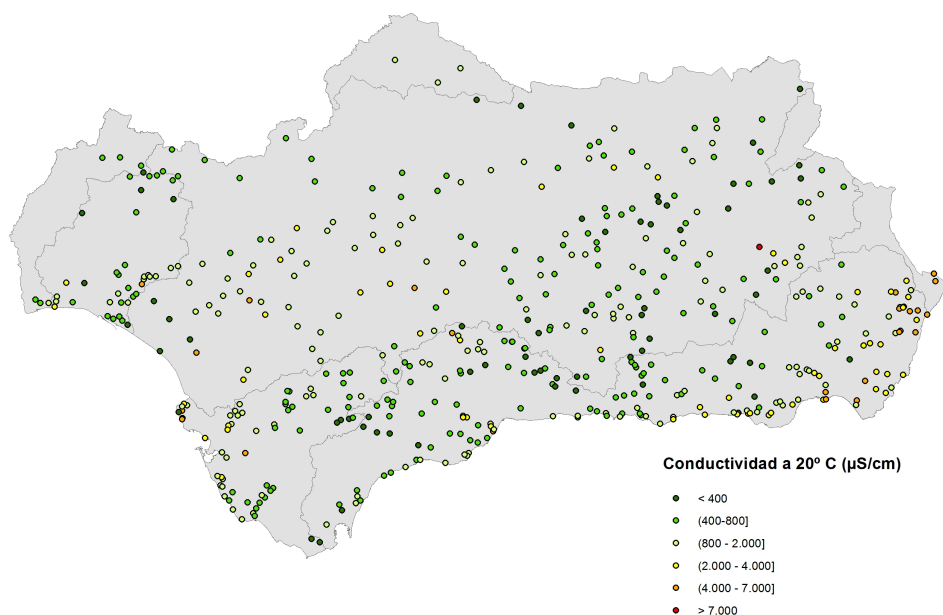 Conductividad a 20º C (µS/cm)
< 400
(400-800]
(800 - 2.000]
(2.000 - 4.000]
(4.000 - 7.000]
> 7.000